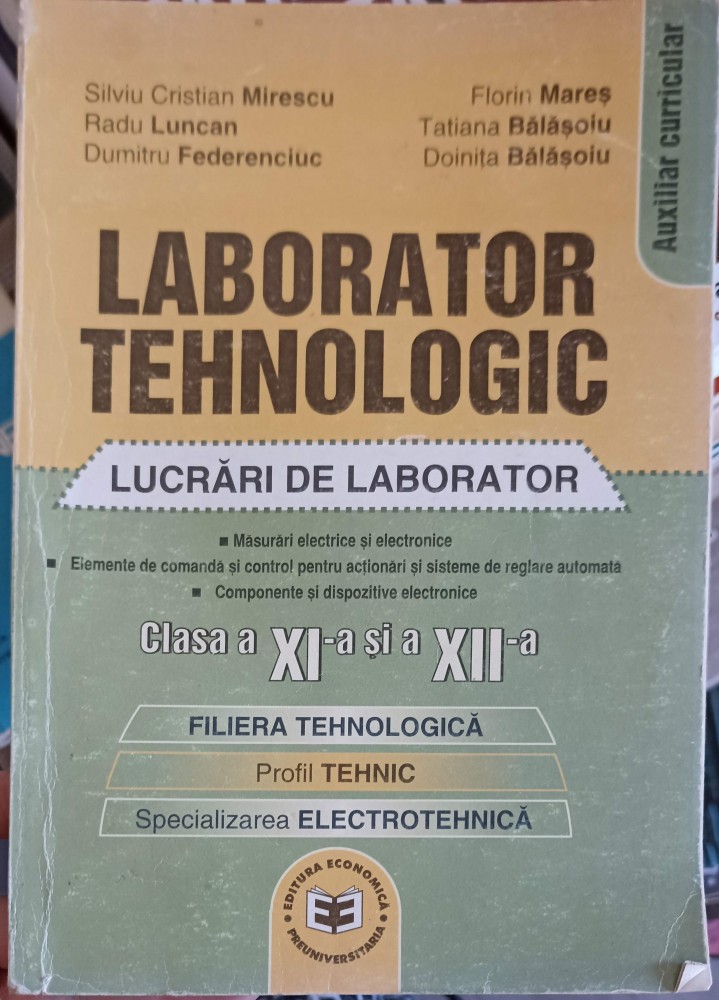 Silviu Cristian Mirescu
Radu Luncan
Dumitru Federenciuc
Florin Mareș
Tatiana Bălășoiu
Doinița Bălășoiu
Auxiliar curricular
LABORATOR
TEHNOLOGIC
LUCRĂRI DE LABORATOR
■ Măsurări electrice și electronice
■ Elemente de comandă și control pentru acționări și sisteme de reglare automată
■ Componente și dispozitive electronice
Clasa a XI-a și a XII-a
FILIERA TEHNOLOGICĂ
Profil TEHNIC
Specializarea ELECTROTEHNICĂ
EDITURA ECONOMICĂ
EE
PREUNIVERSITARIA